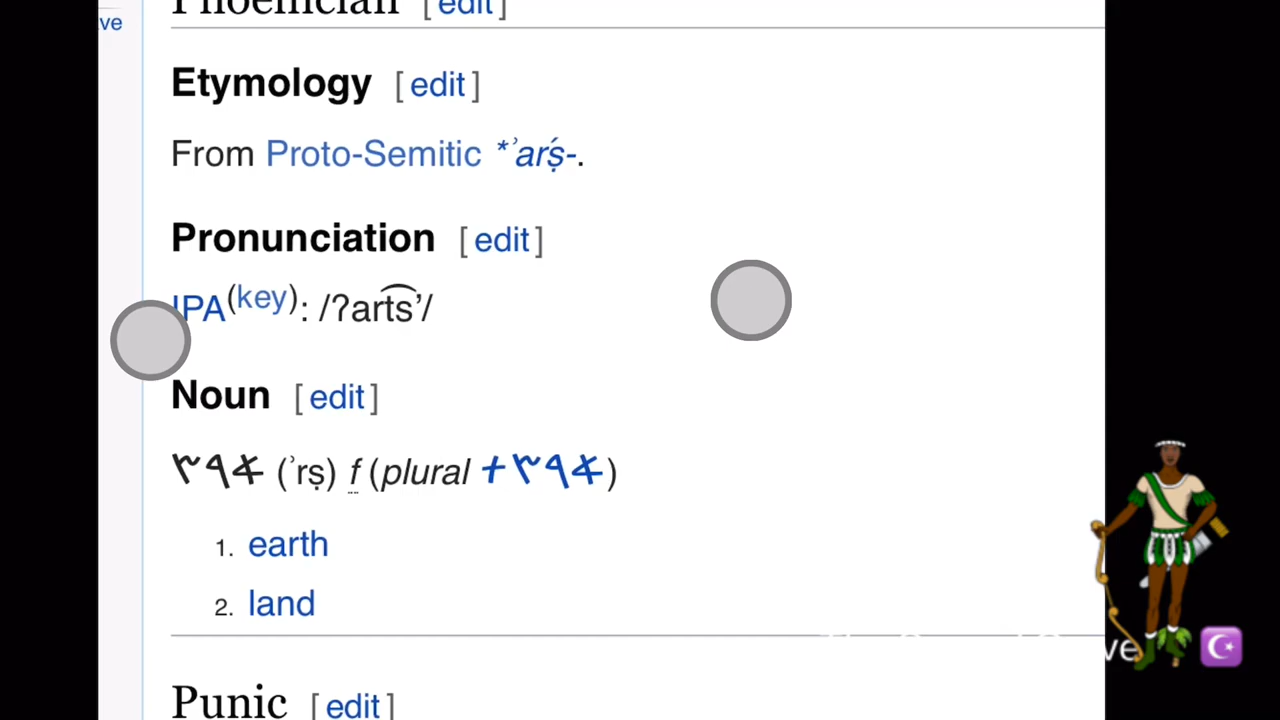 Phoenician [edit]
ve
Etymology [edit]
From Proto-Semitic *ʾarṣ́-.
Pronunciation [edit]
IPA(key): /ʔart͡sʼ/
Noun [edit]
𐤀𐤓𐤑 (ʾrṣ) f (plural 𐤀𐤓𐤑𐤕)
1. earth
2. land
Punic [edit]